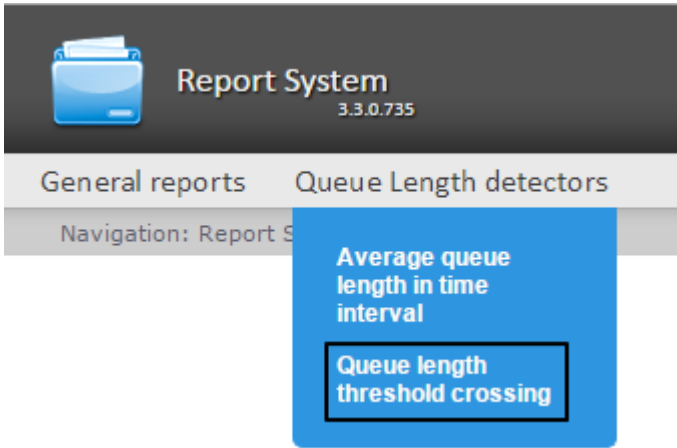 Report System
3.3.0.735
General reports Queue Length detectors
Navigation: Report S
Average queue
length in time
interval
Queue length
threshold crossing